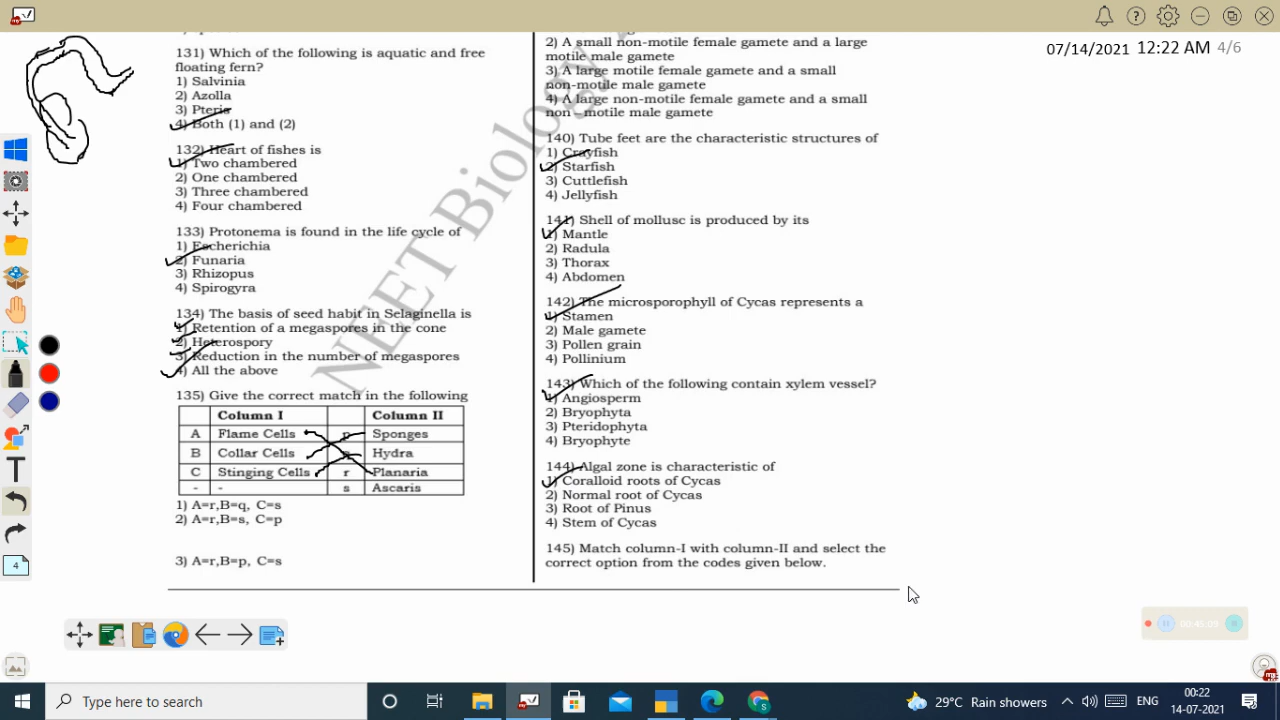 07/14/2021 12:22 AM 4/6
131) Which of the following is aquatic and free
floating fern?
1) Salvinia
2) Azolla
3) Pteris
4) Both (1) and (2)
132) Heart of fishes is
1) Two chambered
2) One chambered
3) Three chambered
4) Four chambered
133) Protonema is found in the life cycle of
1) Escherichia
2) Funaria
3) Rhizopus
4) Spirogyra
134) The basis of seed habit in Selaginella is
1) Retention of a megaspores in the cone
2) Heterospory
3) Reduction in the number of megaspores
4) All the above
135) Give the correct match in the following
Column I Column II
A Flame Cells p Sponges
B Collar Cells Hydra
C Stinging Cells r Planaria
- - s Ascaris
1) A=r,B=q, C=s
2) A=r,B=s, C=p
3) A=r,B=p, C=s
2) A small non-motile female gamete and a large
motile male gamete
3) A large motile female gamete and a small
non-motile male gamete
4) A large non-motile female gamete and a small
non-motile male gamete
140) Tube feet are the characteristic structures of
1) Crayfish
2) Starfish
3) Cuttlefish
4) Jellyfish
141) Shell of mollusc is produced by its
1) Mantle
2) Radula
3) Thorax
4) Abdomen
142) The microsporophyll of Cycas represents a
1) Stamen
2) Male gamete
3) Pollen grain
4) Pollinium
143) Which of the following contain xylem vessel?
1) Angiosperm
2) Bryophyta
3) Pteridophyta
4) Bryophyte
144) Algal zone is characteristic of
1) Coralloid roots of Cycas
2) Normal root of Cycas
3) Root of Pinus
4) Stem of Cycas
145) Match column-I with column-II and select the
correct option from the codes given below.
NEET Biology
4
00:45:09
Type here to search
29°C Rain showers
ENG
00:22
14-07-2021